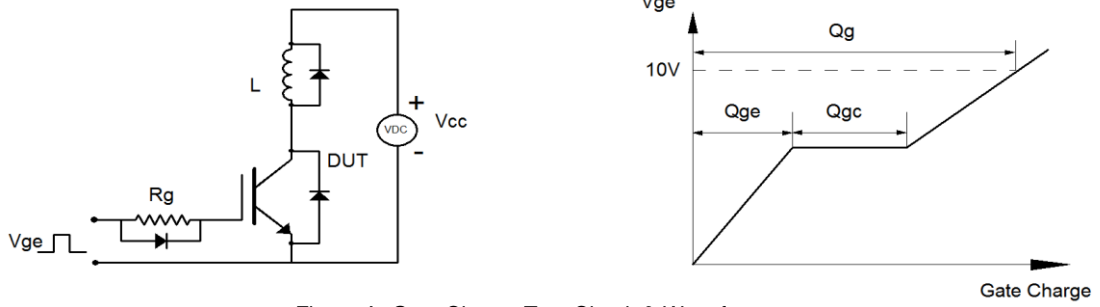 Vge
Qg
10V
Qge
Qgc
Gate Charge
L
+
VDC
Vcc
-
DUT
Rg
Vge